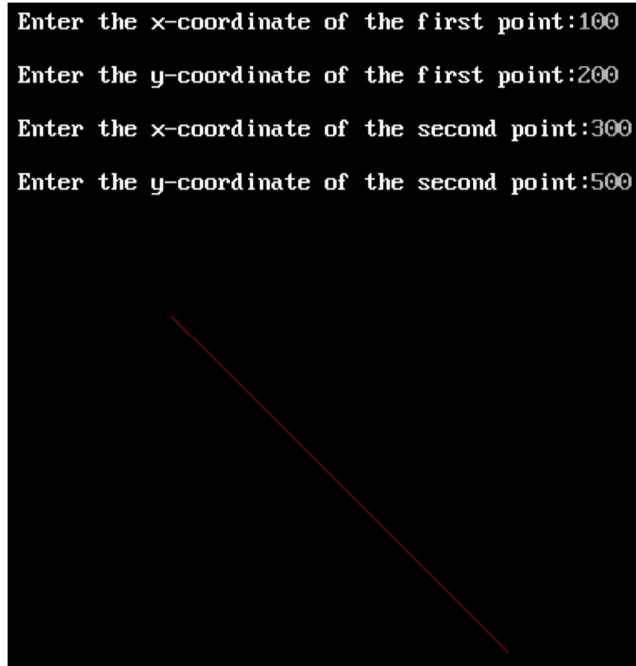 Enter the x-coordinate of the first point:100
Enter the y-coordinate of the first point:200
Enter the x-coordinate of the second point:300
Enter the y-coordinate of the second point:500